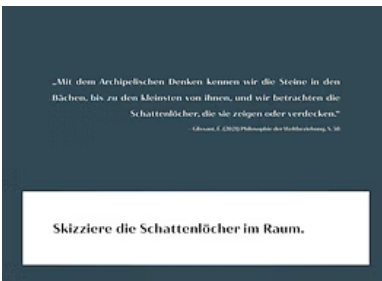 „Mit dem Archipelischen Denken kennen wir die Steine in den
Bächen, bis zu den kleinsten von ihnen, und wir betrachten die
Schattenlöcher, die sie zeigen oder verdecken.“
- Glissant, É. (2021) Philosophie der Weltbeziehung, S. 50
Skizziere die Schattenlöcher im Raum.